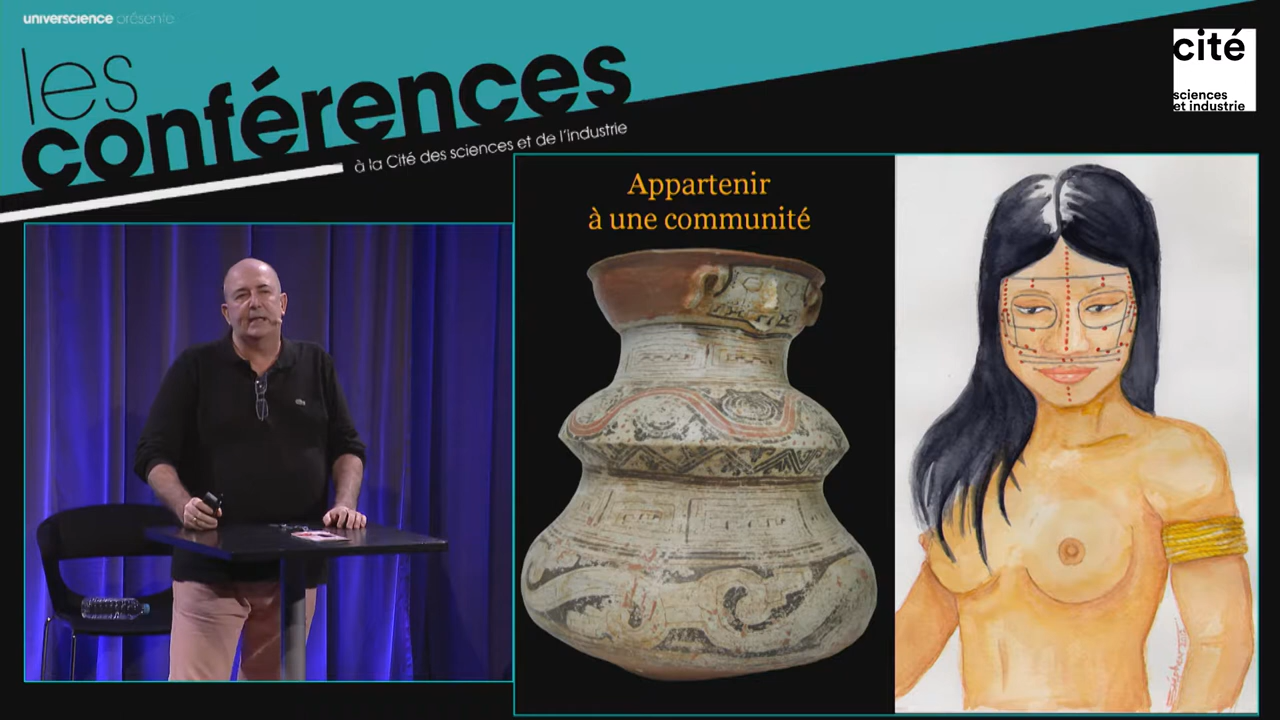 universcience présente
les
conférences
à la Cité des sciences et de l'industrie
cité
sciences
et industrie
Appartenir
à une communité